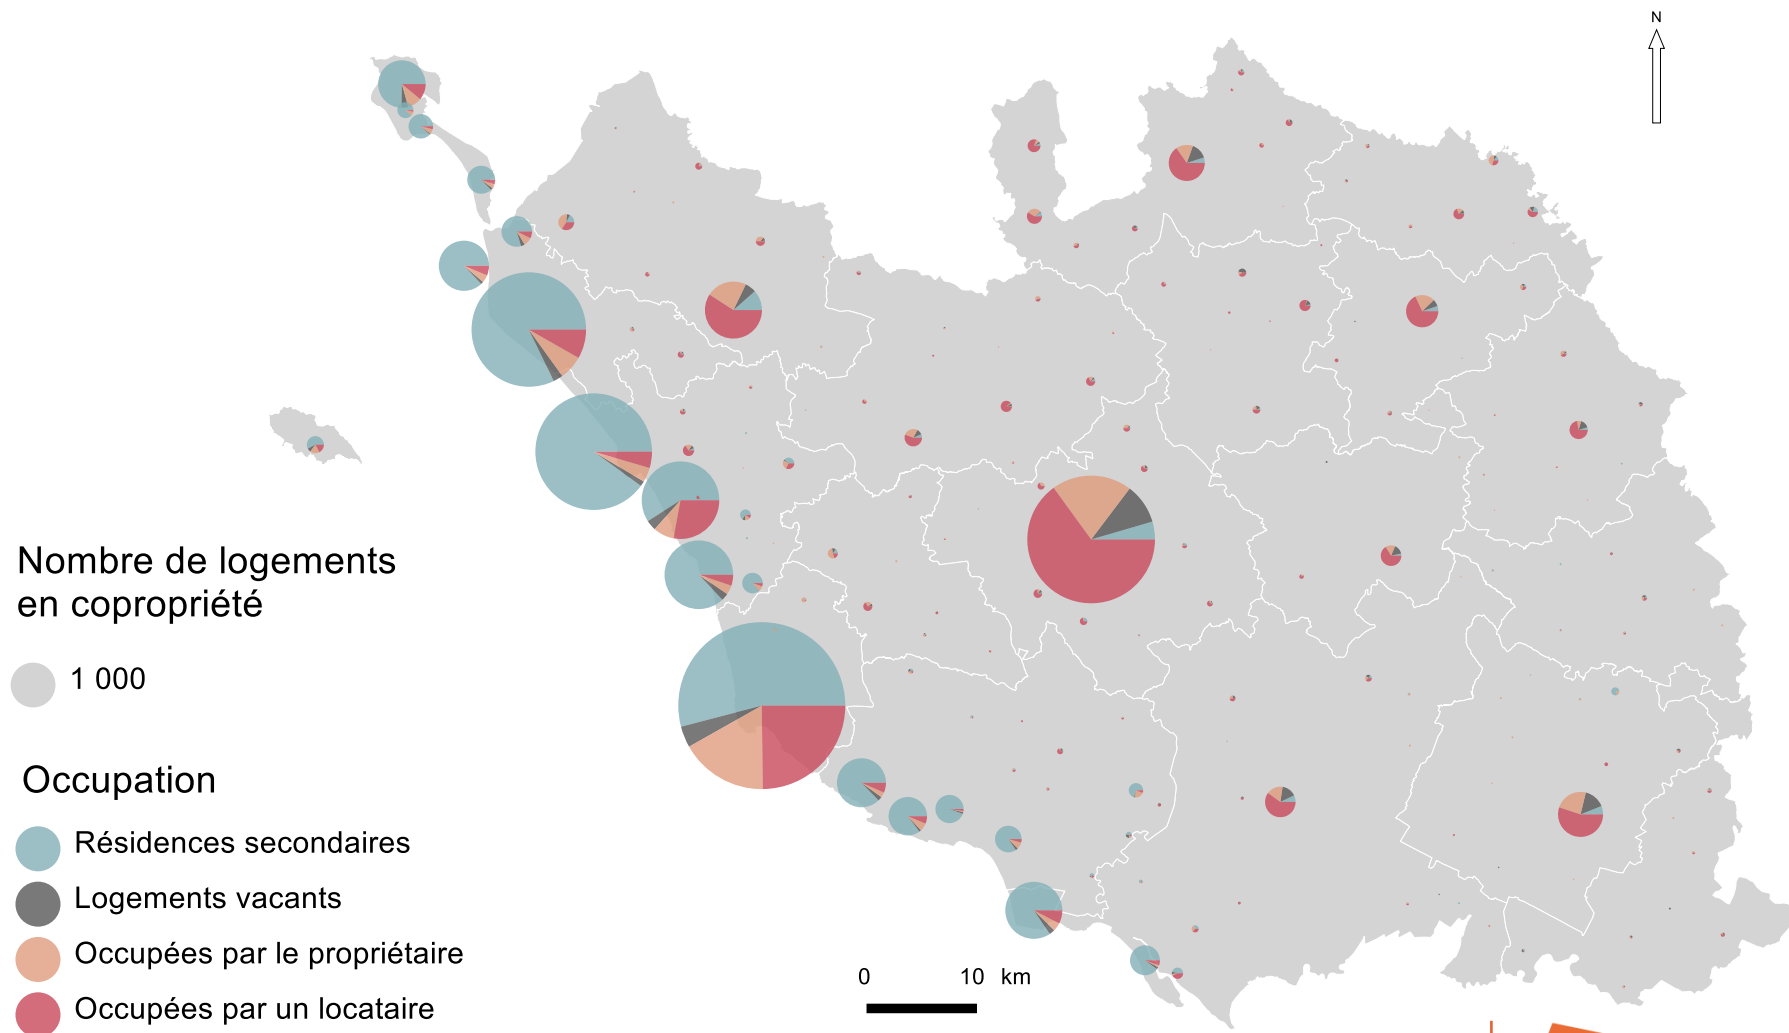 N
Nombre de logements
en copropriété
1 000
Occupation
Résidences secondaires
Logements vacants
Occupées par le propriétaire
Occupées par un locataire
0 10 km